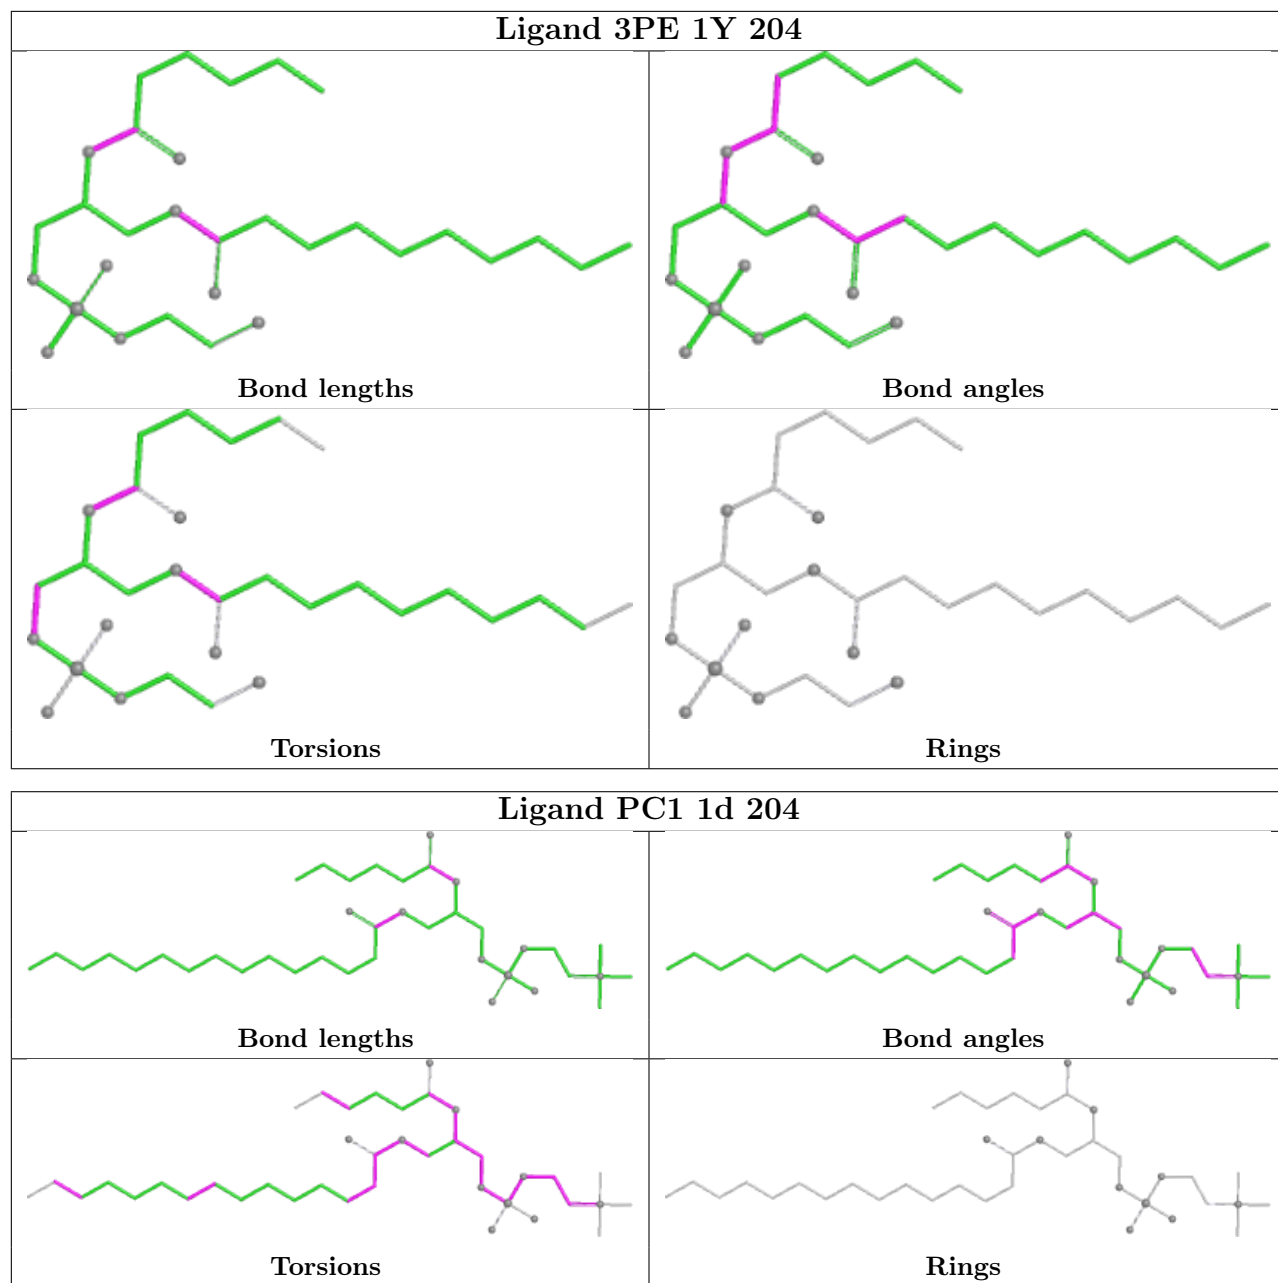 Ligand 3PE 1Y 204
Bond lengths
Bond angles
Torsions
Rings
Ligand PC1 1d 204
Bond lengths
Bond angles
Torsions
Rings